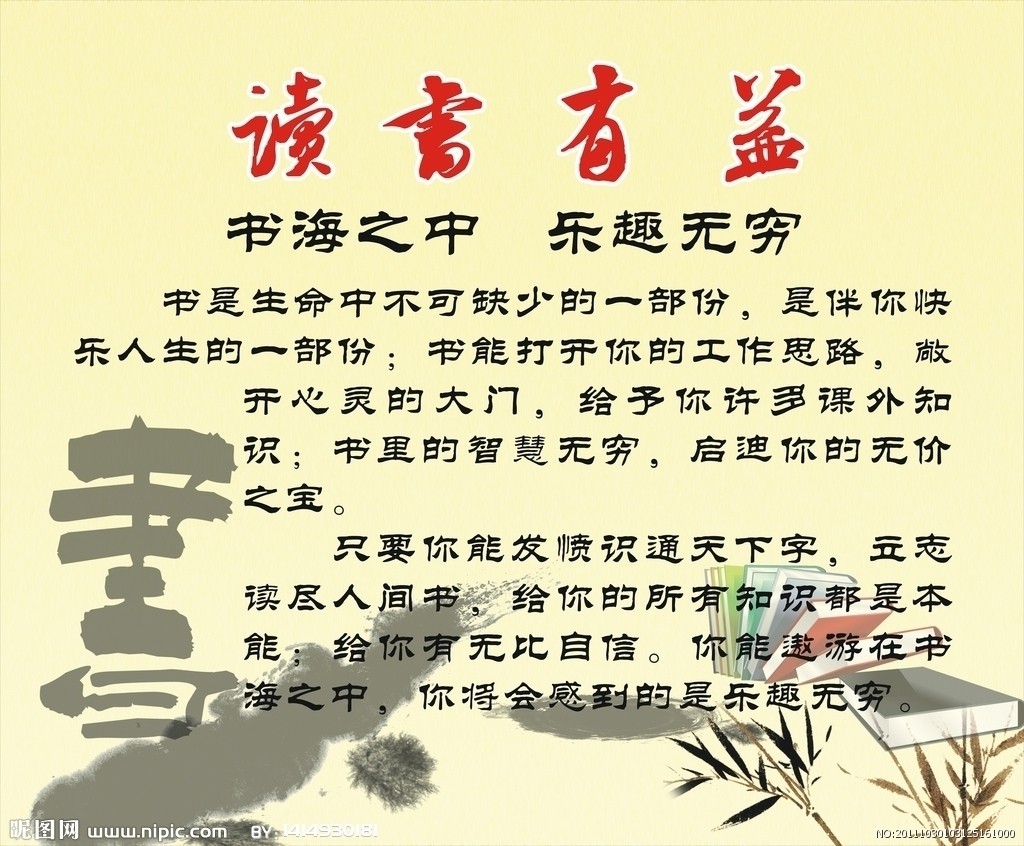 读书有益
书海之中 乐趣无穷
书是生命中不可缺少的一部份，是伴你快
乐人生的一部份；书能打开你的工作思路，敞
开心灵的大门，给予你许多课外知
识；书里的智慧无穷，启迪你的无价
之宝。
只要你能发愤识通天下字，立志
读尽人间书，给你的所有知识都是本
能；给你有无比自信。你能遨游在书
海之中，你将会感到的是乐趣无穷。
書
昵图网 www.nipic.com BY: 1414930181
NO:20111030103125161000